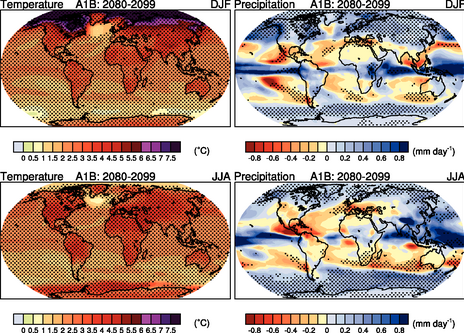 Temperature A1B: 2080-2099 DJF
Precipitation A1B: 2080-2099 DJF
0 0.5 1 1.5 2 2.5 3 3.5 4 4.5 5 5.5 6 6.5 7 7.5 (°C)
-0.8 -0.6 -0.4 -0.2 0 0.2 0.4 0.6 0.8 (mm day⁻¹)
Temperature A1B: 2080-2099 JJA
Precipitation A1B: 2080-2099 JJA
0 0.5 1 1.5 2 2.5 3 3.5 4 4.5 5 5.5 6 6.5 7 7.5 (°C)
-0.8 -0.6 -0.4 -0.2 0 0.2 0.4 0.6 0.8 (mm day⁻¹)